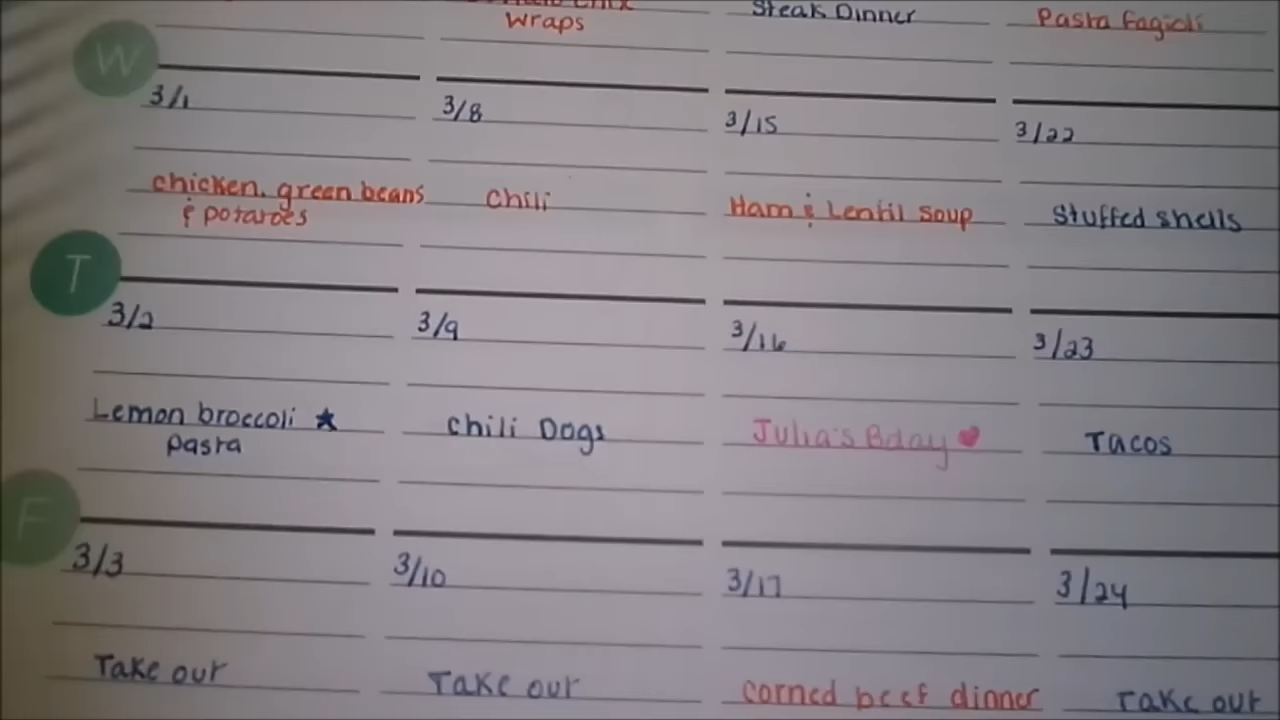 Wraps
Steak Dinner
Pasta fagioli
W
3/1
3/8
3/15
3/22
chicken, green beans
& potatoes
Chili
Ham & Lentil Soup
Stuffed shells
T
3/2
3/9
3/16
3/23
Lemon broccoli ★
pasta
Chili Dogs
Julia's Bday ♥
Tacos
F
3/3
3/10
3/17
3/24
Take out
Take out
corned beef dinner
Take out